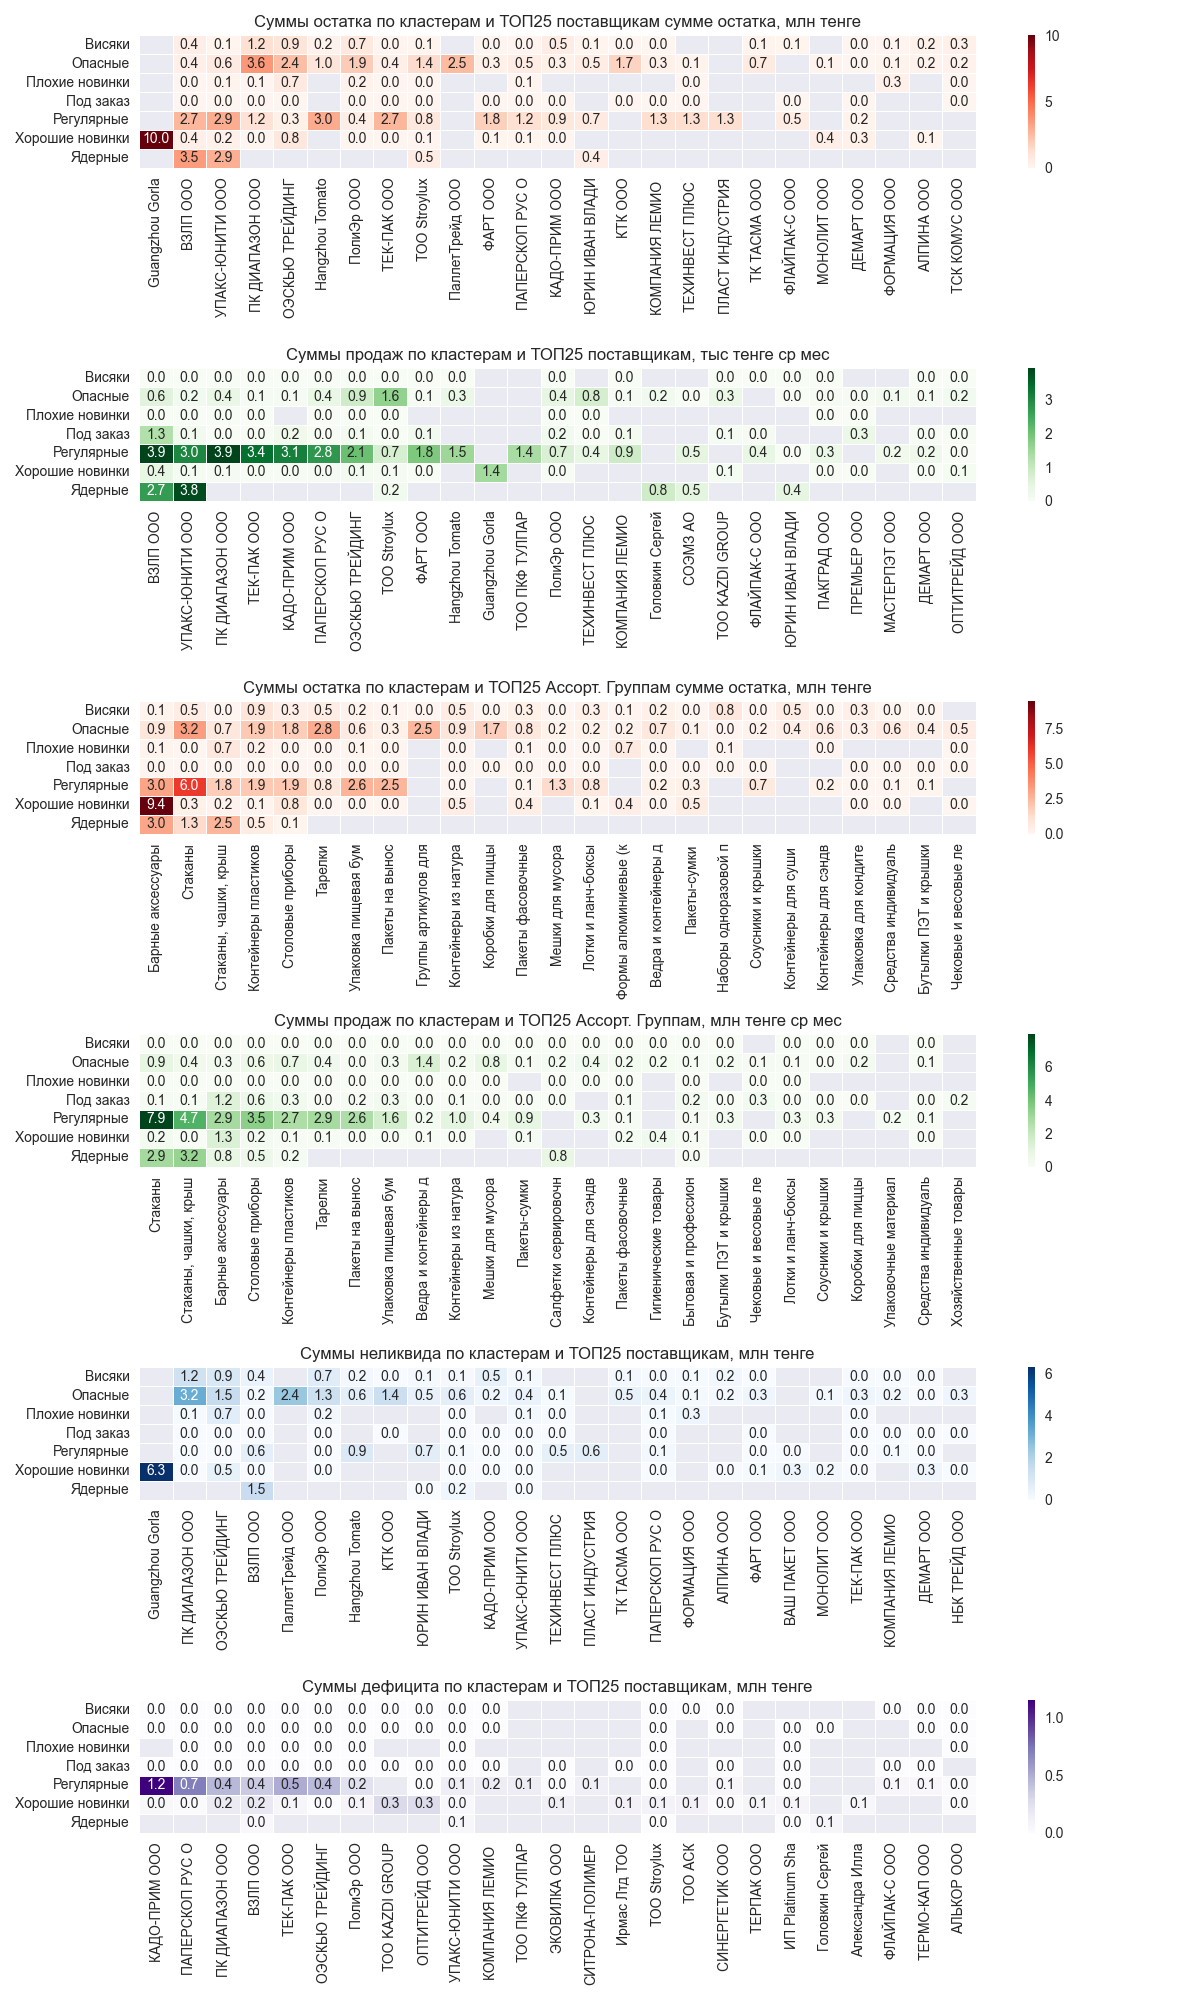 Суммы остатка по кластерам и ТОП25 поставщикам сумме остатка, млн тенге
Висяки 0.4 0.1 1.2 0.9 0.2 0.7 0.0 0.1 0.0 0.0 0.5 0.1 0.0 0.0 0.1 0.1 0.0 0.1 0.2 0.3
Опасные 0.4 0.6 3.6 2.4 1.0 1.9 0.4 1.4 2.5 0.3 0.5 0.3 0.5 1.7 0.3 0.1 0.7 0.1 0.0 0.1 0.2 0.2
Плохие новинки 0.0 0.1 0.1 0.7 0.2 0.0 0.0 0.1 0.0 0.3 0.0
Под заказ 0.0 0.0 0.0 0.0 0.0 0.0 0.0 0.0 0.0 0.0 0.0 0.0 0.0 0.0 0.0 0.0
Регулярные 2.7 2.9 1.2 0.3 3.0 0.4 2.7 0.8 1.8 1.2 0.9 0.7 1.3 1.3 1.3 0.5 0.2
Хорошие новинки 10.0 0.4 0.2 0.0 0.8 0.0 0.0 0.1 0.1 0.1 0.0 0.4 0.3 0.1
Ядерные 3.5 2.9 0.5 0.4
10
5
0
Guangzhou Gorla
ВЗЛП ООО
УПАКС-ЮНИТИ ООО
ПК ДИАПАЗОН ООО
ОЭСКЬЮ ТРЕЙДИНГ
Hangzhou Tomato
ПолиЭр ООО
ТЕК-ПАК ООО
ТОО Stroylux
ПаллетТрейд ООО
ФАРТ ООО
ПАПЕРСКОП РУС О
КАДО-ПРИМ ООО
ЮРИН ИВАН ВЛАДИ
КТК ООО
КОМПАНИЯ ЛЕМИО
ТЕХИНВЕСТ ПЛЮС
ПЛАСТ ИНДУСТРИЯ
ТК ТАСМА ООО
ФЛАЙПАК-С ООО
МОНОЛИТ ООО
ДЕМАРТ ООО
ФОРМАЦИЯ ООО
АЛПИНА ООО
ТСК КОМУС ООО
Суммы продаж по кластерам и ТОП25 поставщикам, тыс тенге ср мес
Висяки 0.0 0.0 0.0 0.0 0.0 0.0 0.0 0.0 0.0 0.0 0.0 0.0 0.0 0.0 0.0 0.0 0.0 0.0
Опасные 0.6 0.2 0.4 0.1 0.1 0.4 0.9 1.6 0.1 0.3 0.4 0.8 0.1 0.2 0.0 0.3 0.0 0.0 0.0 0.1 0.1 0.2
Плохие новинки 0.0 0.0 0.0 0.0 0.0 0.0 0.0 0.0 0.0 0.0 0.0
Под заказ 1.3 0.1 0.0 0.0 0.2 0.0 0.1 0.0 0.1 0.2 0.0 0.1 0.1 0.0 0.3 0.0 0.0
Регулярные 3.9 3.0 3.9 3.4 3.1 2.8 2.1 0.7 1.8 1.5 1.4 0.7 0.4 0.9 0.5 0.4 0.0 0.3 0.2 0.2 0.0
Хорошие новинки 0.4 0.1 0.1 0.0 0.0 0.0 0.1 0.1 0.0 1.4 0.0 0.1 0.0 0.0 0.0 0.1
Ядерные 2.7 3.8 0.2 0.8 0.5 0.4
3
2
1
0
ВЗЛП ООО
УПАКС-ЮНИТИ ООО
ПК ДИАПАЗОН ООО
ТЕК-ПАК ООО
КАДО-ПРИМ ООО
ПАПЕРСКОП РУС О
ОЭСКЬЮ ТРЕЙДИНГ
ТОО Stroylux
ФАРТ ООО
Hangzhou Tomato
Guangzhou Gorla
ТОО ПКФ ТУЛПАР
ПолиЭр ООО
ТЕХИНВЕСТ ПЛЮС
КОМПАНИЯ ЛЕМИО
Головкин Сергей
СОЭМЗ АО
ТОО KAZDI GROUP
ФЛАЙПАК-С ООО
ЮРИН ИВАН ВЛАДИ
ПАКГРАД ООО
ПРЕМЬЕР ООО
МАСТЕРПЭТ ООО
ДЕМАРТ ООО
ОПТИТРЕЙД ООО
Суммы остатка по кластерам и ТОП25 Ассорт. Группам сумме остатка, млн тенге
Висяки 0.1 0.5 0.0 0.9 0.3 0.5 0.2 0.1 0.0 0.5 0.0 0.3 0.0 0.3 0.1 0.2 0.0 0.8 0.0 0.5 0.0 0.3 0.0 0.0
Опасные 0.9 3.2 0.7 1.9 1.8 2.8 0.6 0.3 2.5 0.9 1.7 0.8 0.2 0.2 0.2 0.7 0.1 0.0 0.2 0.4 0.6 0.3 0.6 0.4 0.5
Плохие новинки 0.1 0.0 0.7 0.2 0.0 0.0 0.1 0.0 0.0 0.1 0.0 0.0 0.7 0.0 0.1 0.0 0.0
Под заказ 0.0 0.0 0.0 0.0 0.0 0.0 0.0 0.0 0.0 0.0 0.0 0.0 0.0 0.0 0.0 0.0 0.0 0.0 0.0 0.0 0.0
Регулярные 3.0 6.0 1.8 1.9 1.9 0.8 2.6 2.5 0.0 0.1 1.3 0.8 0.2 0.3 0.7 0.2 0.0 0.1 0.1
Хорошие новинки 9.4 0.3 0.2 0.1 0.8 0.0 0.0 0.0 0.5 0.4 0.1 0.4 0.0 0.5 0.0 0.0 0.0
Ядерные 3.0 1.3 2.5 0.5 0.1
7.5
5.0
2.5
0.0
Барные аксессуары
Стаканы
Стаканы, чашки, крыш
Контейнеры пластиков
Столовые приборы
Тарелки
Упаковка пищевая бум
Пакеты на вынос
Группы артикулов для
Контейнеры из натура
Коробки для пиццы
Пакеты фасовочные
Мешки для мусора
Лотки и ланч-боксы
Формы алюминиевые (к
Ведра и контейнеры д
Пакеты-сумки
Наборы одноразовой п
Соусники и крышки
Контейнеры для суши
Контейнеры для сэндв
Упаковка для кондите
Средства индивидуаль
Бутылки ПЭТ и крышки
Чековые и весовые ле
Суммы продаж по кластерам и ТОП25 Ассорт. Группам, млн тенге ср мес
Висяки 0.0 0.0 0.0 0.0 0.0 0.0 0.0 0.0 0.0 0.0 0.0 0.0 0.0 0.0 0.0 0.0 0.0 0.0 0.0 0.0 0.0 0.0
Опасные 0.9 0.4 0.3 0.6 0.7 0.4 0.0 0.3 1.4 0.2 0.8 0.1 0.2 0.4 0.2 0.2 0.1 0.2 0.1 0.1 0.0 0.2 0.1
Плохие новинки 0.0 0.0 0.0 0.0 0.0 0.0 0.0 0.0 0.0 0.0 0.0 0.0 0.0 0.0 0.0 0.0 0.0
Под заказ 0.1 0.1 1.2 0.6 0.3 0.0 0.2 0.3 0.0 0.1 0.0 0.0 0.0 0.1 0.2 0.0 0.3 0.0 0.0 0.0 0.0 0.2
Регулярные 7.9 4.7 2.9 3.5 2.7 2.9 2.6 1.6 0.2 1.0 0.4 0.9 0.3 0.1 0.1 0.3 0.3 0.3 0.2 0.1
Хорошие новинки 0.2 0.0 1.3 0.2 0.1 0.1 0.0 0.0 0.1 0.0 0.1 0.2 0.4 0.1 0.0 0.0 0.0
Ядерные 2.9 3.2 0.8 0.5 0.2 0.8 0.0
6
4
2
0
Стаканы
Стаканы, чашки, крыш
Барные аксессуары
Столовые приборы
Контейнеры пластиков
Тарелки
Пакеты на вынос
Упаковка пищевая бум
Ведра и контейнеры д
Контейнеры из натура
Мешки для мусора
Пакеты-сумки
Салфетки сервировочн
Контейнеры для сэндв
Пакеты фасовочные
Гигиенические товары
Бытовая и профессион
Бутылки ПЭТ и крышки
Чековые и весовые ле
Лотки и ланч-боксы
Соусники и крышки
Коробки для пиццы
Упаковочные материал
Средства индивидуаль
Хозяйственные товары
Суммы неликвида по кластерам и ТОП25 поставщикам, млн тенге
Висяки 1.2 0.9 0.4 0.7 0.2 0.0 0.1 0.1 0.5 0.1 0.1 0.0 0.1 0.2 0.0 0.0 0.0 0.0
Опасные 3.2 1.5 0.2 2.4 1.3 0.6 1.4 0.5 0.6 0.2 0.4 0.1 0.5 0.4 0.1 0.2 0.3 0.1 0.3 0.2 0.0 0.3
Плохие новинки 0.1 0.7 0.0 0.2 0.0 0.1 0.0 0.1 0.3 0.0
Под заказ 0.0 0.0 0.0 0.0 0.0 0.0 0.0 0.0 0.0 0.0 0.0 0.0 0.0 0.0 0.0
Регулярные 0.0 0.0 0.6 0.0 0.9 0.7 0.1 0.0 0.0 0.5 0.6 0.1 0.0 0.0 0.0 0.1 0.0
Хорошие новинки 6.3 0.0 0.5 0.0 0.0 0.0 0.0 0.0 0.0 0.0 0.1 0.3 0.2 0.0 0.3 0.0
Ядерные 1.5 0.0 0.2 0.0
6
4
2
0
Guangzhou Gorla
ПК ДИАПАЗОН ООО
ОЭСКЬЮ ТРЕЙДИНГ
ВЗЛП ООО
ПаллетТрейд ООО
ПолиЭр ООО
Hangzhou Tomato
КТК ООО
ЮРИН ИВАН ВЛАДИ
ТОО Stroylux
КАДО-ПРИМ ООО
УПАКС-ЮНИТИ ООО
ТЕХИНВЕСТ ПЛЮС
ПЛАСТ ИНДУСТРИЯ
ТК ТАСМА ООО
ПАПЕРСКОП РУС О
ФОРМАЦИЯ ООО
АЛПИНА ООО
ФАРТ ООО
ВАШ ПАКЕТ ООО
МОНОЛИТ ООО
ТЕК-ПАК ООО
КОМПАНИЯ ЛЕМИО
ДЕМАРТ ООО
НБК ТРЕЙД ООО
Суммы дефицита по кластерам и ТОП25 поставщикам, млн тенге
Висяки 0.0 0.0 0.0 0.0 0.0 0.0 0.0 0.0 0.0 0.0 0.0 0.0 0.0 0.0 0.0 0.0 0.0
Опасные 0.0 0.0 0.0 0.0 0.0 0.0 0.0 0.0 0.0 0.0 0.0 0.0 0.0 0.0 0.0 0.0 0.0
Плохие новинки 0.0 0.0 0.0 0.0 0.0 0.0 0.0 0.0 0.0 0.0
Под заказ 0.0 0.0 0.0 0.0 0.0 0.0 0.0 0.0 0.0 0.0 0.0 0.0 0.0 0.0 0.0 0.0 0.0 0.0
Регулярные 1.2 0.7 0.4 0.4 0.5 0.4 0.2 0.0 0.1 0.2 0.1 0.0 0.1 0.0 0.1 0.0 0.1 0.1 0.0
Хорошие новинки 0.0 0.0 0.2 0.2 0.1 0.0 0.1 0.3 0.3 0.0 0.1 0.1 0.1 0.1 0.0 0.1 0.1 0.1 0.0
Ядерные 0.0 0.1 0.0 0.0 0.1
1.0
0.5
0.0
КАДО-ПРИМ ООО
ПАПЕРСКОП РУС О
ПК ДИАПАЗОН ООО
ВЗЛП ООО
ТЕК-ПАК ООО
ОЭСКЬЮ ТРЕЙДИНГ
ПолиЭр ООО
ТОО KAZDI GROUP
ОПТИТРЕЙД ООО
УПАКС-ЮНИТИ ООО
КОМПАНИЯ ЛЕМИО
ТОО ПКФ ТУЛПАР
ЭКОВИЛКА ООО
СИТРОНА-ПОЛИМЕР
Ирмас Лтд ТОО
ТОО Stroylux
ТОО АСК
СИНЕРГЕТИК ООО
ТЕРПАК ООО
ИП Platinum Sha
Головкин Сергей
Александра Илла
ФЛАЙПАК-С ООО
ТЕРМО-КАП ООО
АЛЬКОР ООО